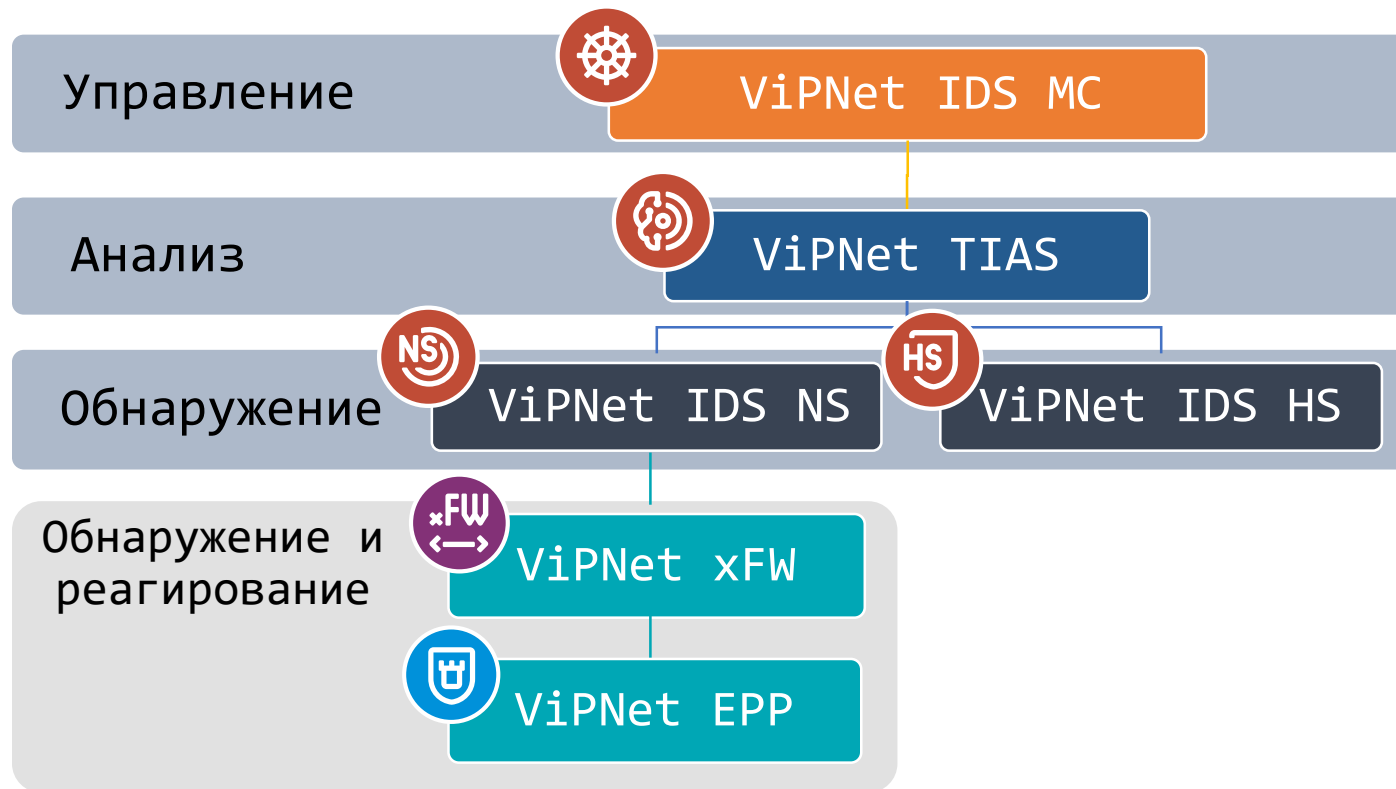 Управление
ViPNet IDS MC
Анализ
ViPNet TIAS
NS
HS
Обнаружение
ViPNet IDS NS
ViPNet IDS HS
xFW
Обнаружение и
реагирование
ViPNet xFW
ViPNet EPP